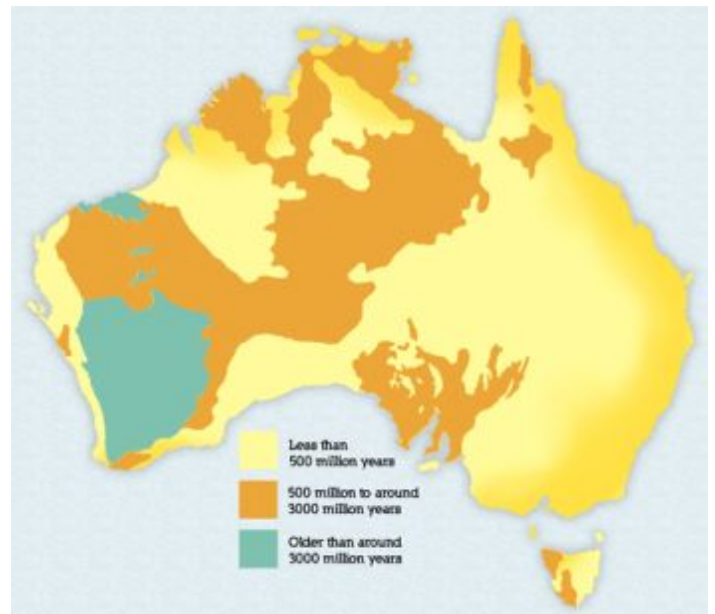 Less than
500 million years
500 million to around
3000 million years
Older than around
3000 million years